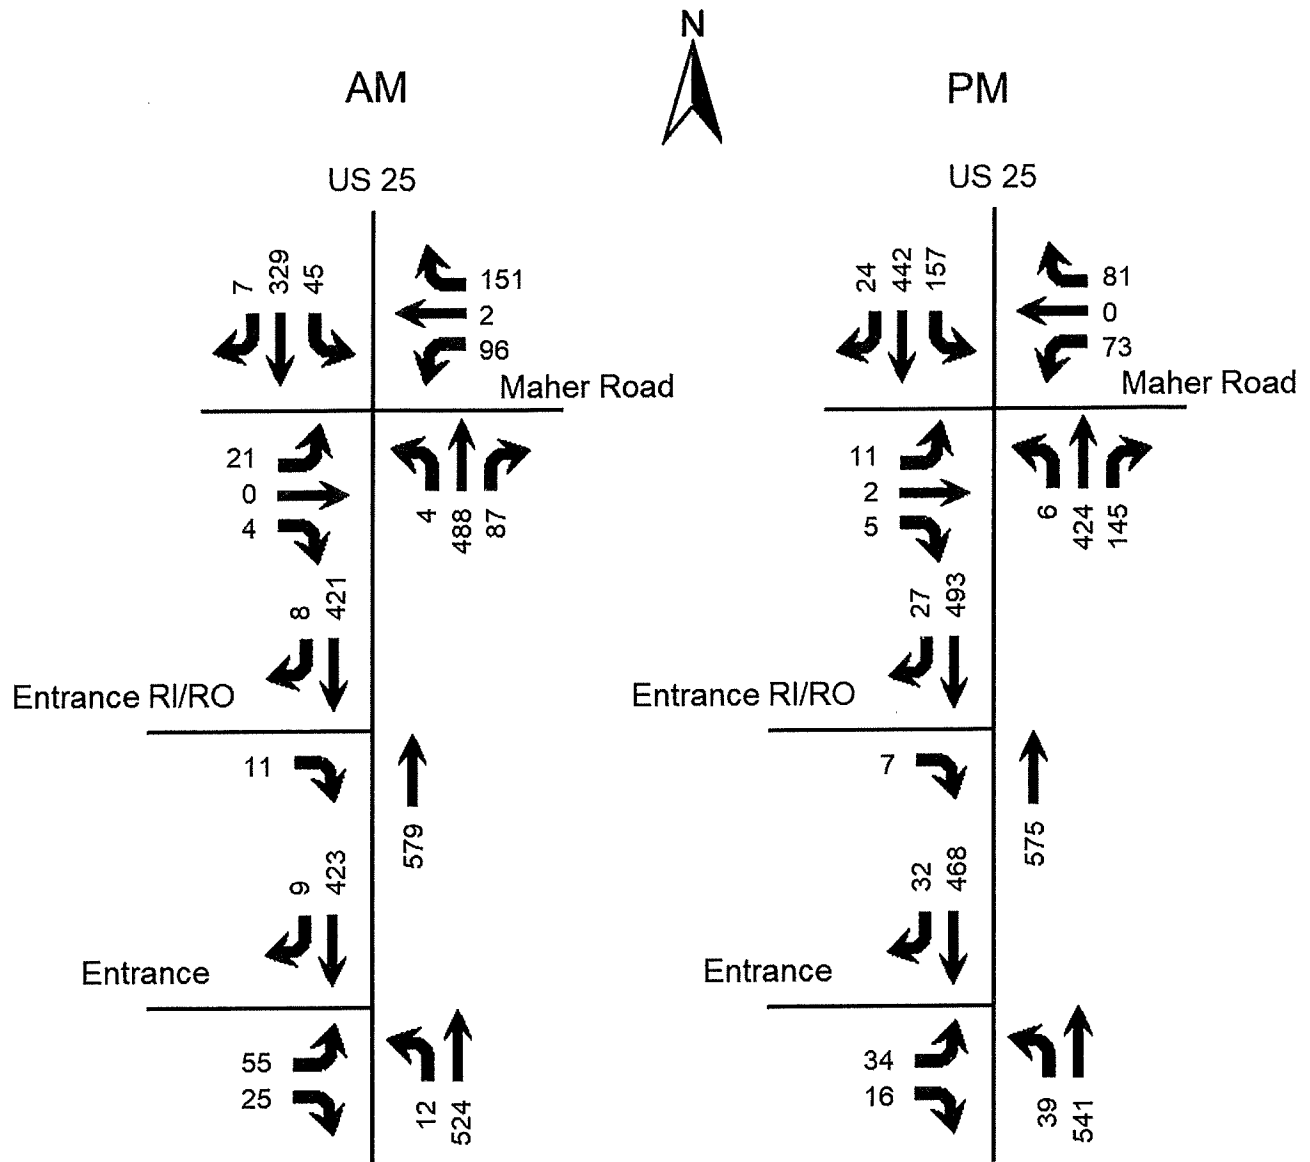 N
AM
PM
US 25
US 25
7 329 45
151
2
96
Maher Road
21
0
4
4 488 87
8 421
Entrance RI/RO
11
579
9 423
Entrance
55
25
12 524
24 442 157
81
0
73
Maher Road
11
2
5
6 424 145
27 493
Entrance RI/RO
7
575
32 468
Entrance
34
16
39 541